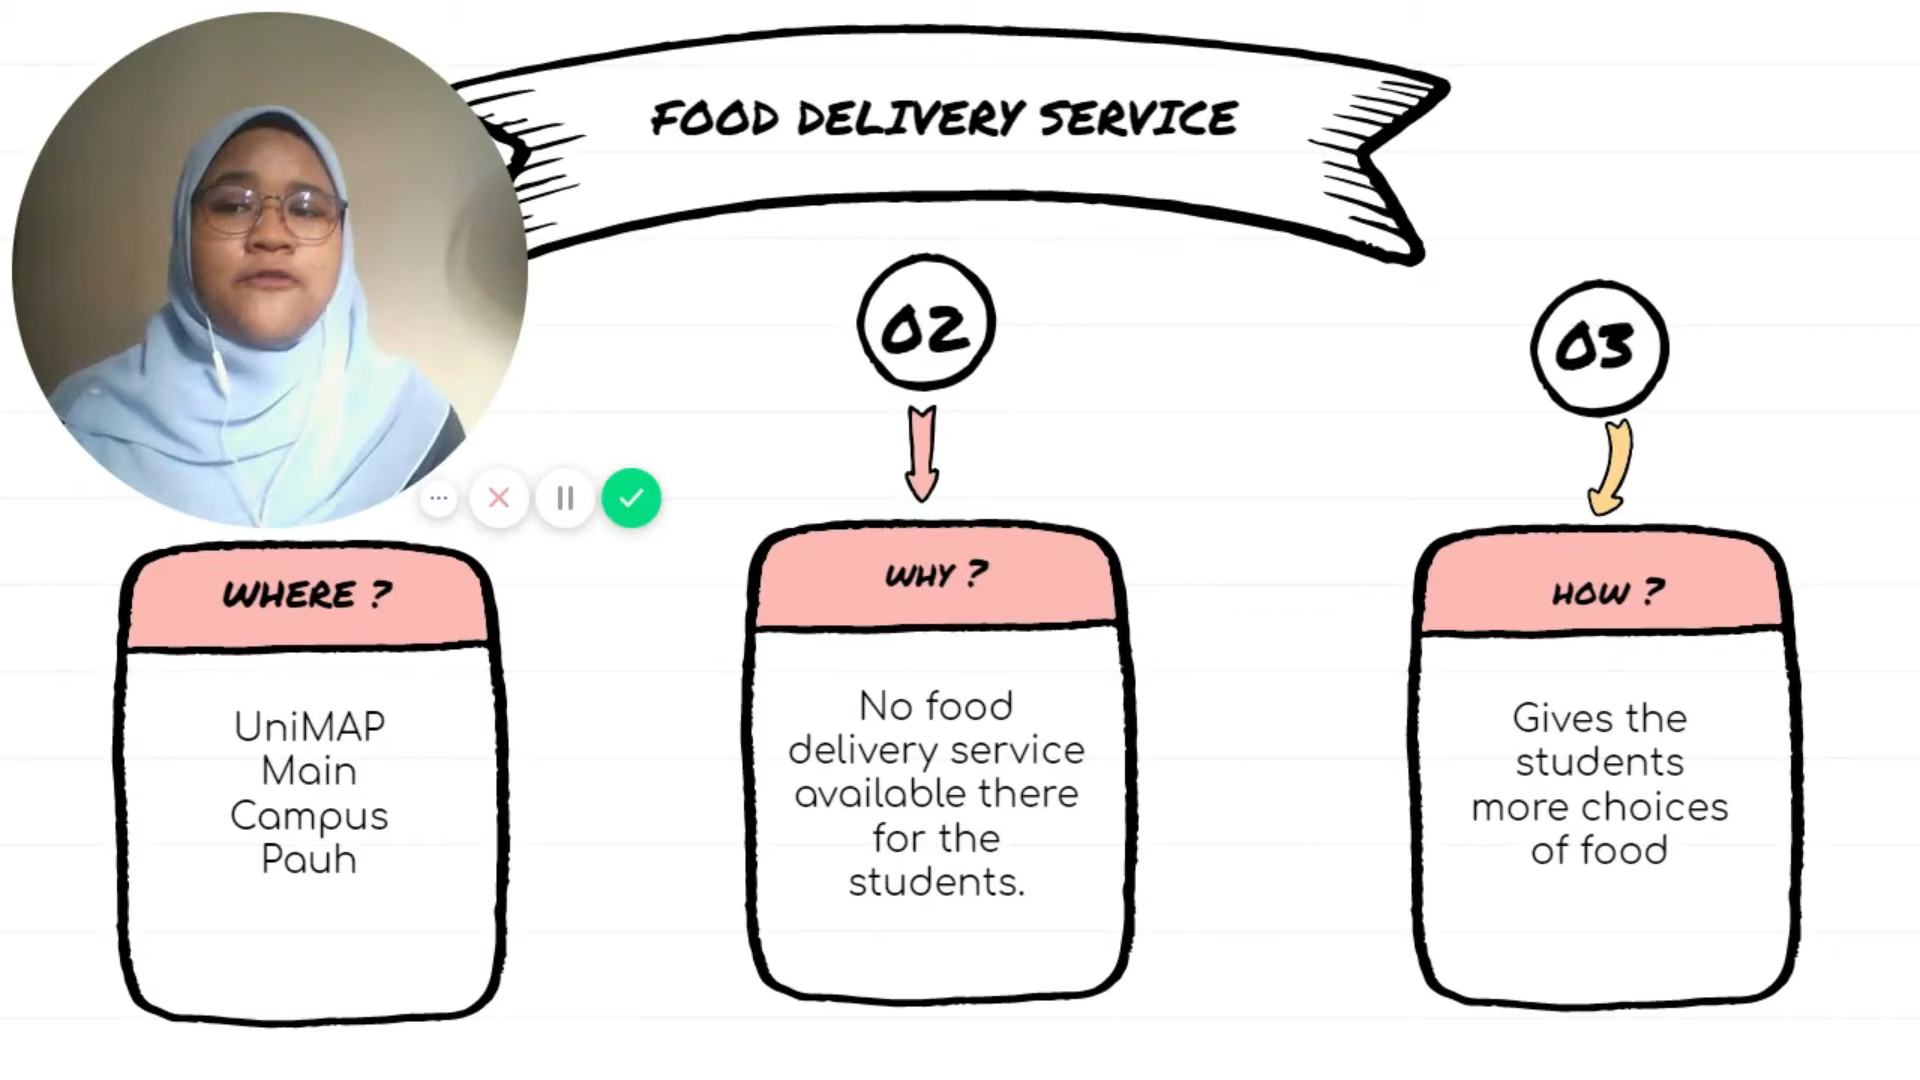 FOOD DELIVERY SERVICE
02
03
WHERE ?
UniMAP
Main
Campus
Pauh
WHY ?
No food
delivery service
available there
for the
students.
HOW ?
Gives the
students
more choices
of food